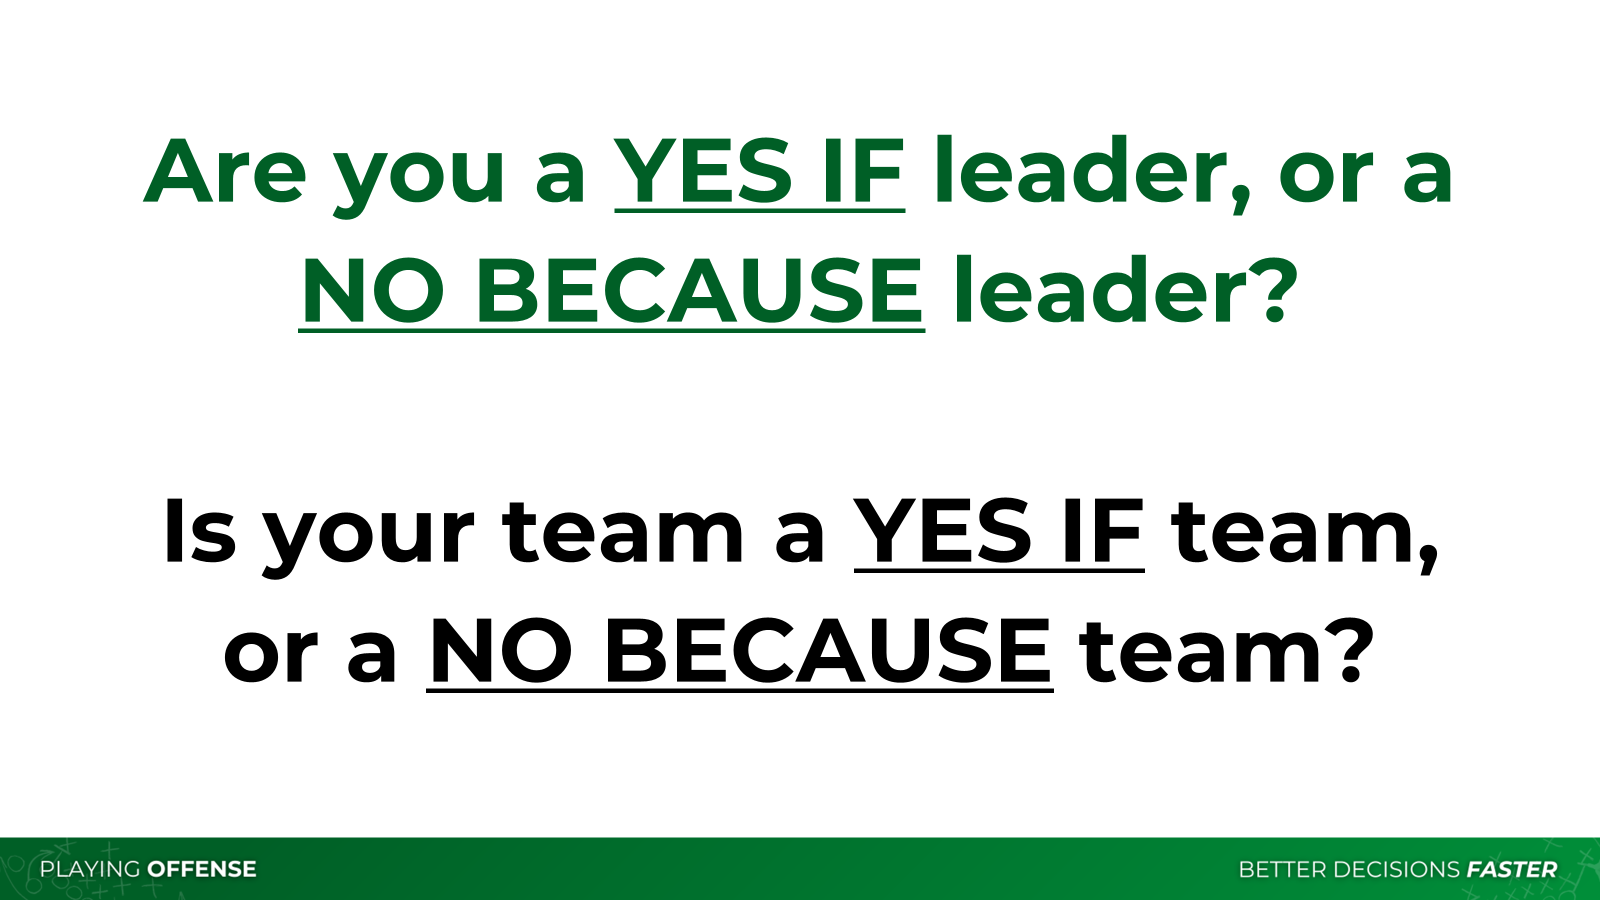 Are you a YES IF leader, or a
NO BECAUSE leader?
Is your team a YES IF team,
or a NO BECAUSE team?
PLAYING OFFENSE
BETTER DECISIONS FASTER